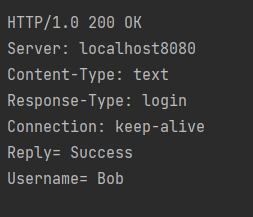 HTTP/1.0 200 OK
Server: localhost8080
Content-Type: text
Response-Type: login
Connection: keep-alive
Reply= Success
Username= Bob